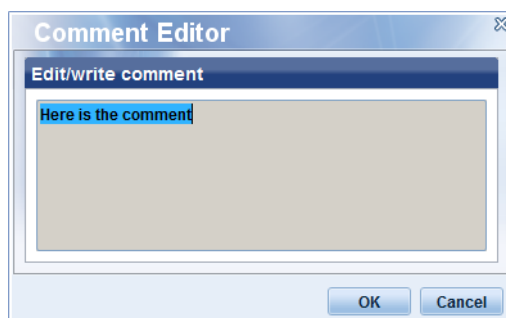 Comment Editor
Edit/write comment
Here is the comment
OK Cancel